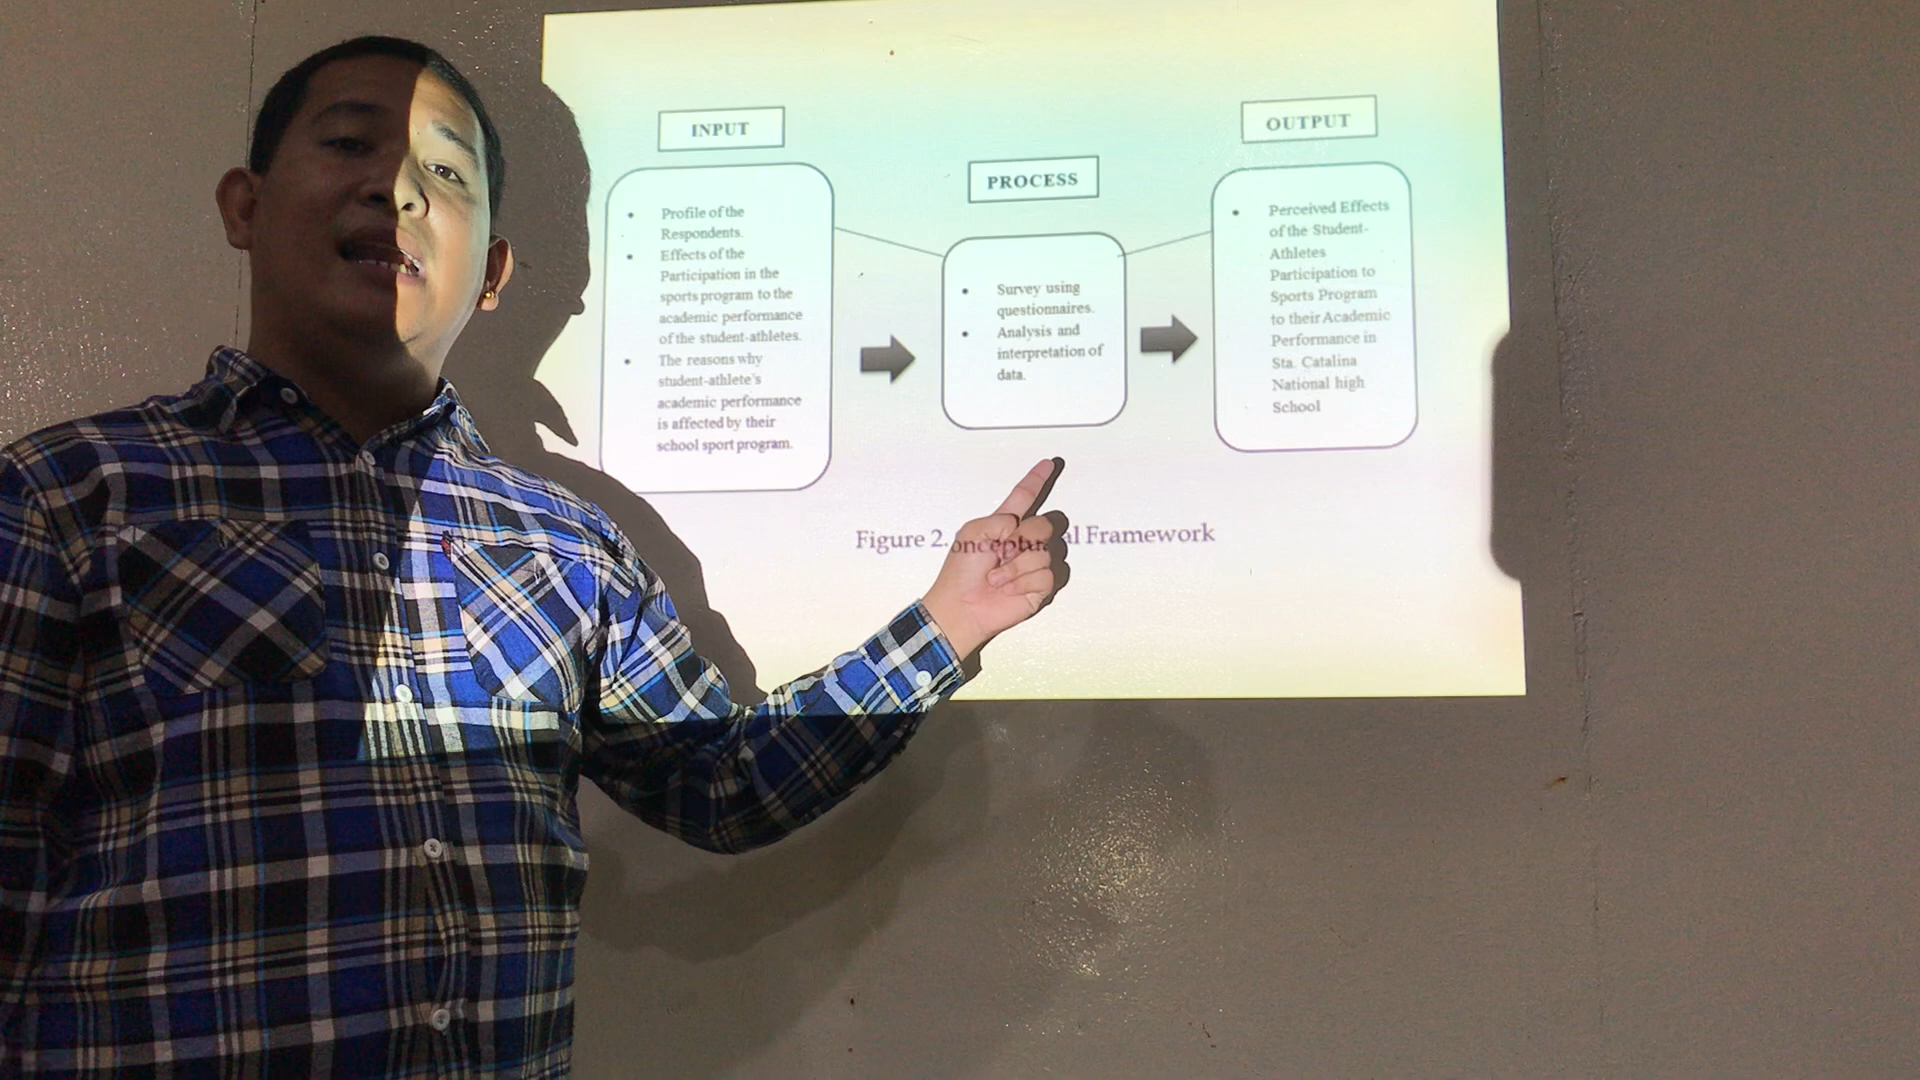 INPUT
Profile of the
Respondents.
Effects of the
Participation in the
sports program to the
academic performance
of the student-athletes.
The reasons why
student-athlete's
academic performance
is affected by their
school sport program.
PROCESS
Survey using
questionnaires.
Analysis and
interpretation of
data.
OUTPUT
Perceived Effects
of the Student-
Athletes
Participation to
Sports Program
to their Academic
Performance in
Sta. Catalina
National high
School
Figure 2. onceptual Framework